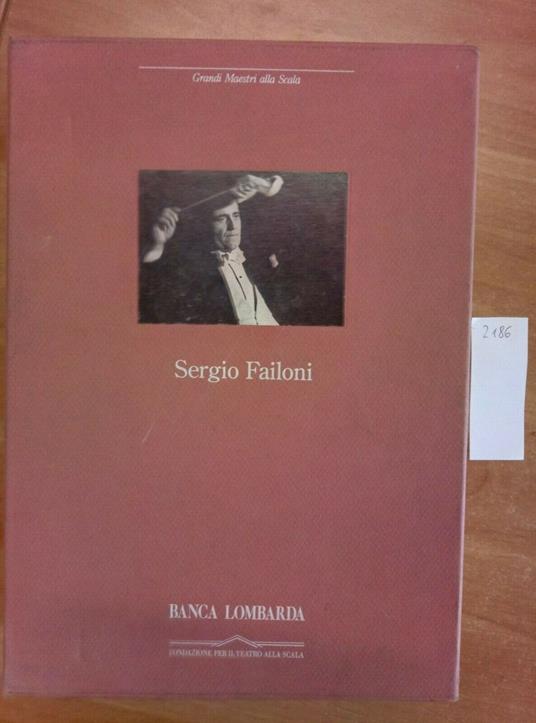 Grandi Maestri alla Scala
Sergio Failoni
2186
BANCA LOMBARDA
FONDAZIONE PER IL TEATRO ALLA SCALA